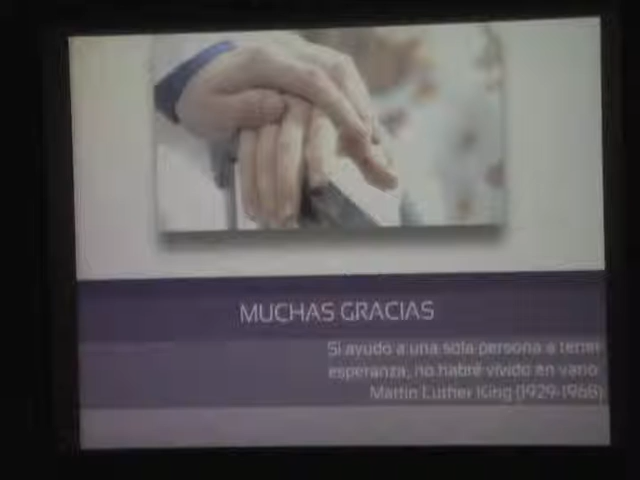 MUCHAS GRACIAS
Si ayudo a una sola persona a tener
esperanza, no habré vivido en vano.
Martin Luther King (1929-1968)